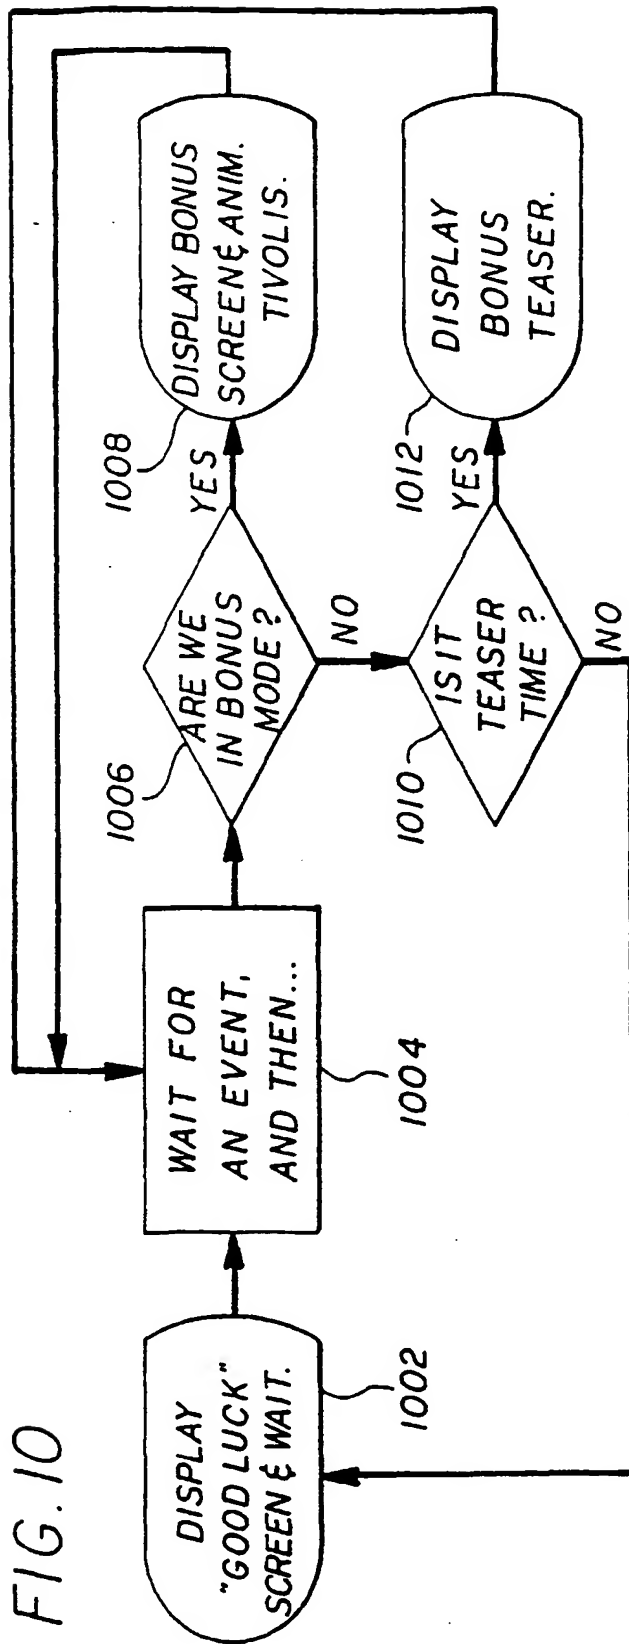 FIG. 10
DISPLAY
"GOOD LUCK"
SCREEN & WAIT.
1002
WAIT FOR
AN EVENT,
AND THEN...
1004
1006
ARE WE
IN BONUS
MODE?
YES
NO
1008
DISPLAY BONUS
SCREEN & ANIM.
TIVOLIS.
1010
IS IT
TEASER
TIME?
YES
NO
1012
DISPLAY
BONUS
TEASER.